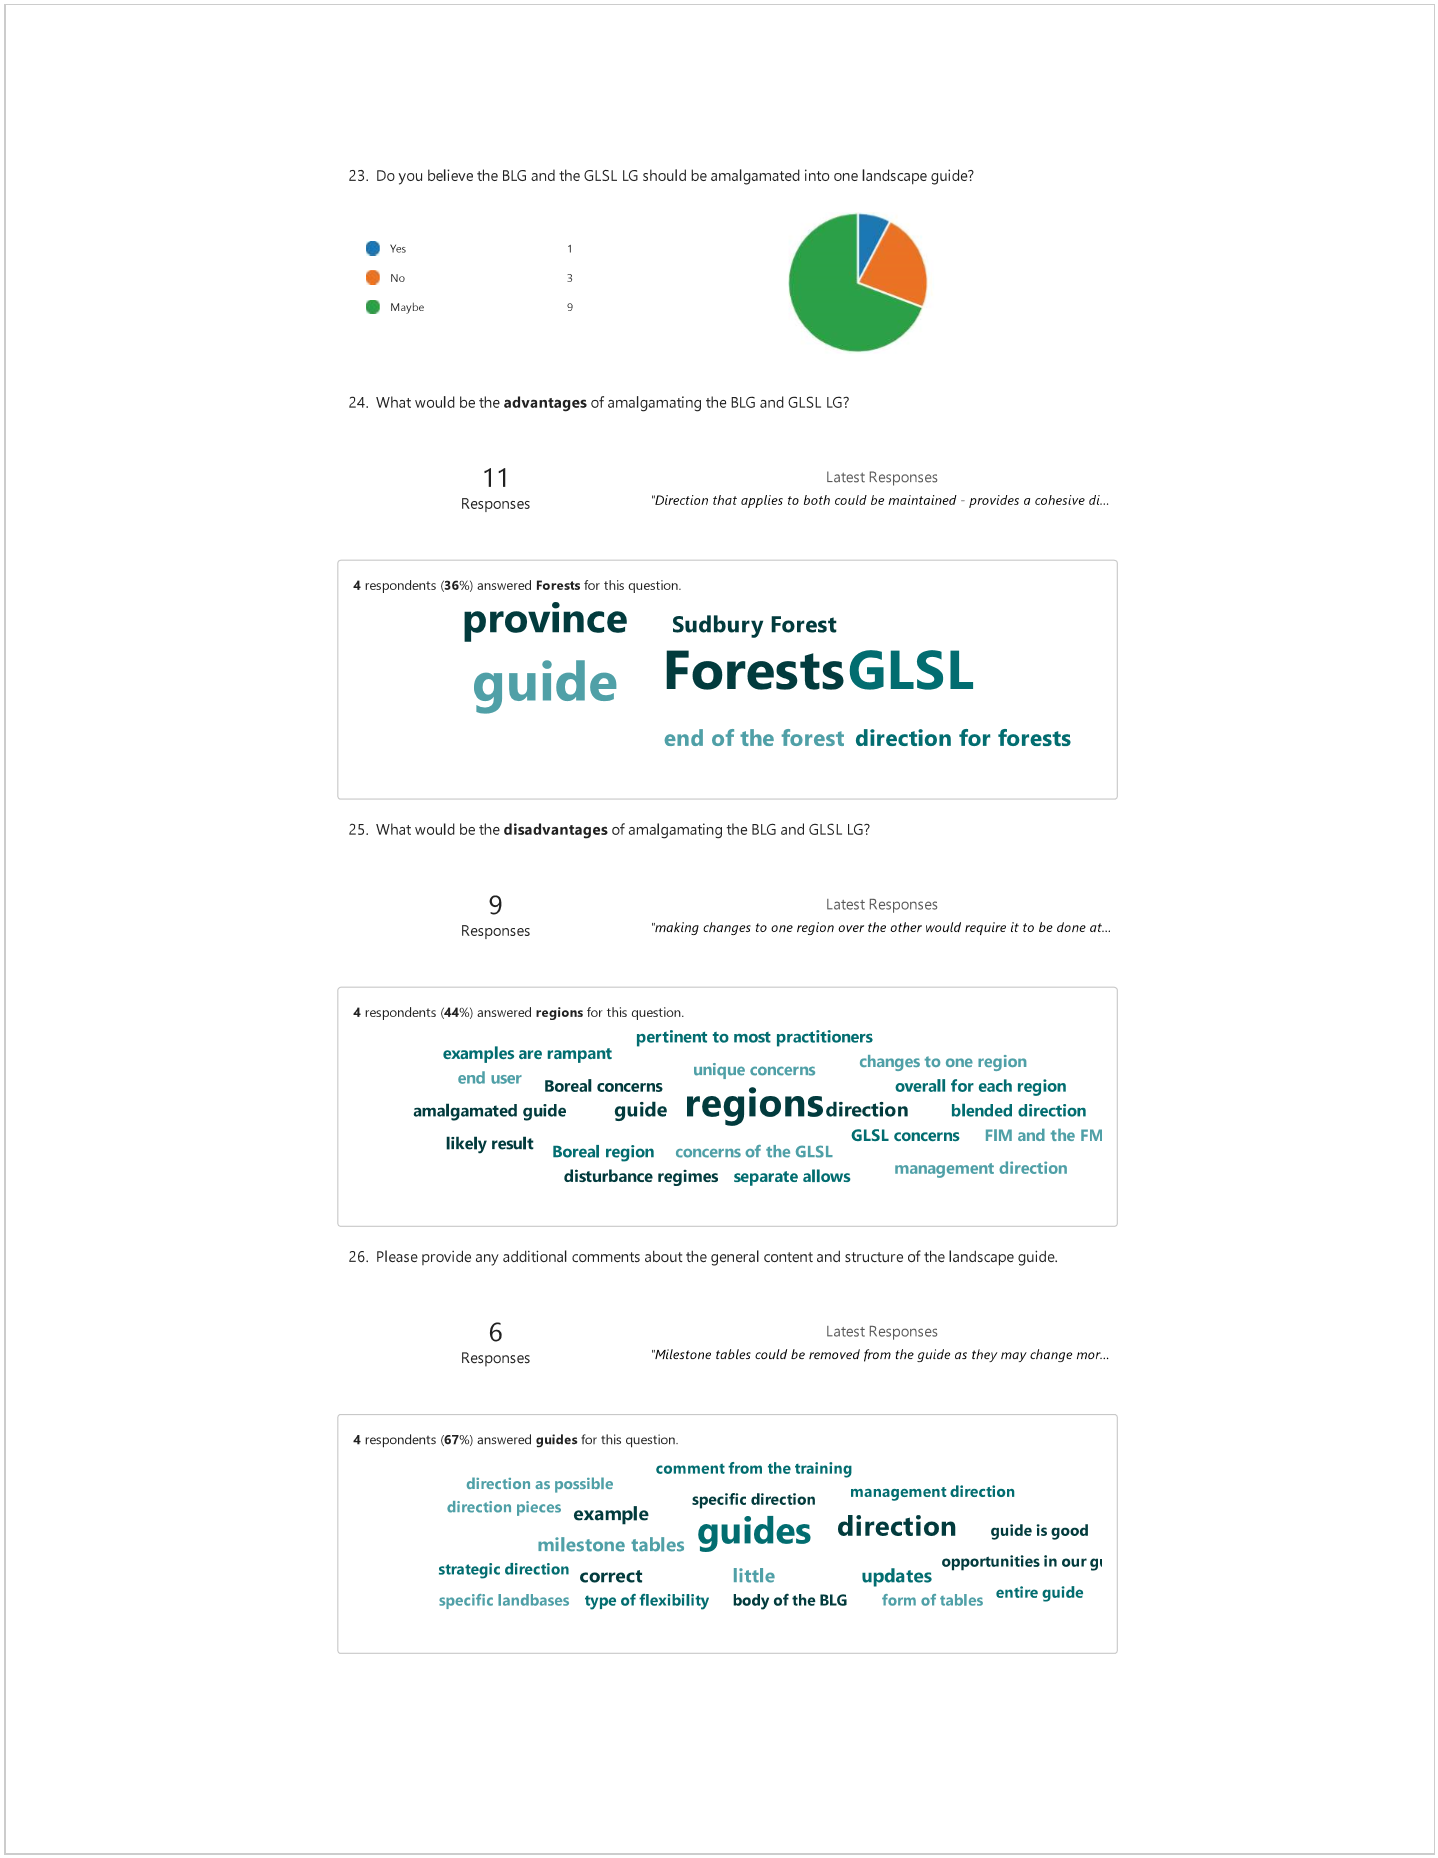 23. Do you believe the BLG and the GLSL LG should be amalgamated into one landscape guide?
Yes 1
No 3
Maybe 9
24. What would be the advantages of amalgamating the BLG and GLSL LG?
11
Responses
Latest Responses
"Direction that applies to both could be maintained - provides a cohesive di...
4 respondents (36%) answered Forests for this question.
province
Sudbury Forest
guide
Forests GLSL
end of the forest direction for forests
25. What would be the disadvantages of amalgamating the BLG and GLSL LG?
9
Responses
Latest Responses
"making changes to one region over the other would require it to be done at...
4 respondents (44%) answered regions for this question.
pertinent to most practitioners
examples are rampant
unique concerns
changes to one region
end user
Boreal concerns
overall for each region
amalgamated guide
guide
regions
direction
blended direction
likely result
GLSL concerns
FIM and the FM
Boreal region
concerns of the GLSL
management direction
disturbance regimes
separate allows
26. Please provide any additional comments about the general content and structure of the landscape guide.
6
Responses
Latest Responses
"Milestone tables could be removed from the guide as they may change mor...
4 respondents (67%) answered guides for this question.
comment from the training
direction as possible
specific direction
management direction
direction pieces
example
guides
direction
guide is good
milestone tables
opportunities in our gu
strategic direction
correct
little
updates
entire guide
specific landbases
type of flexibility
body of the BLG
form of tables